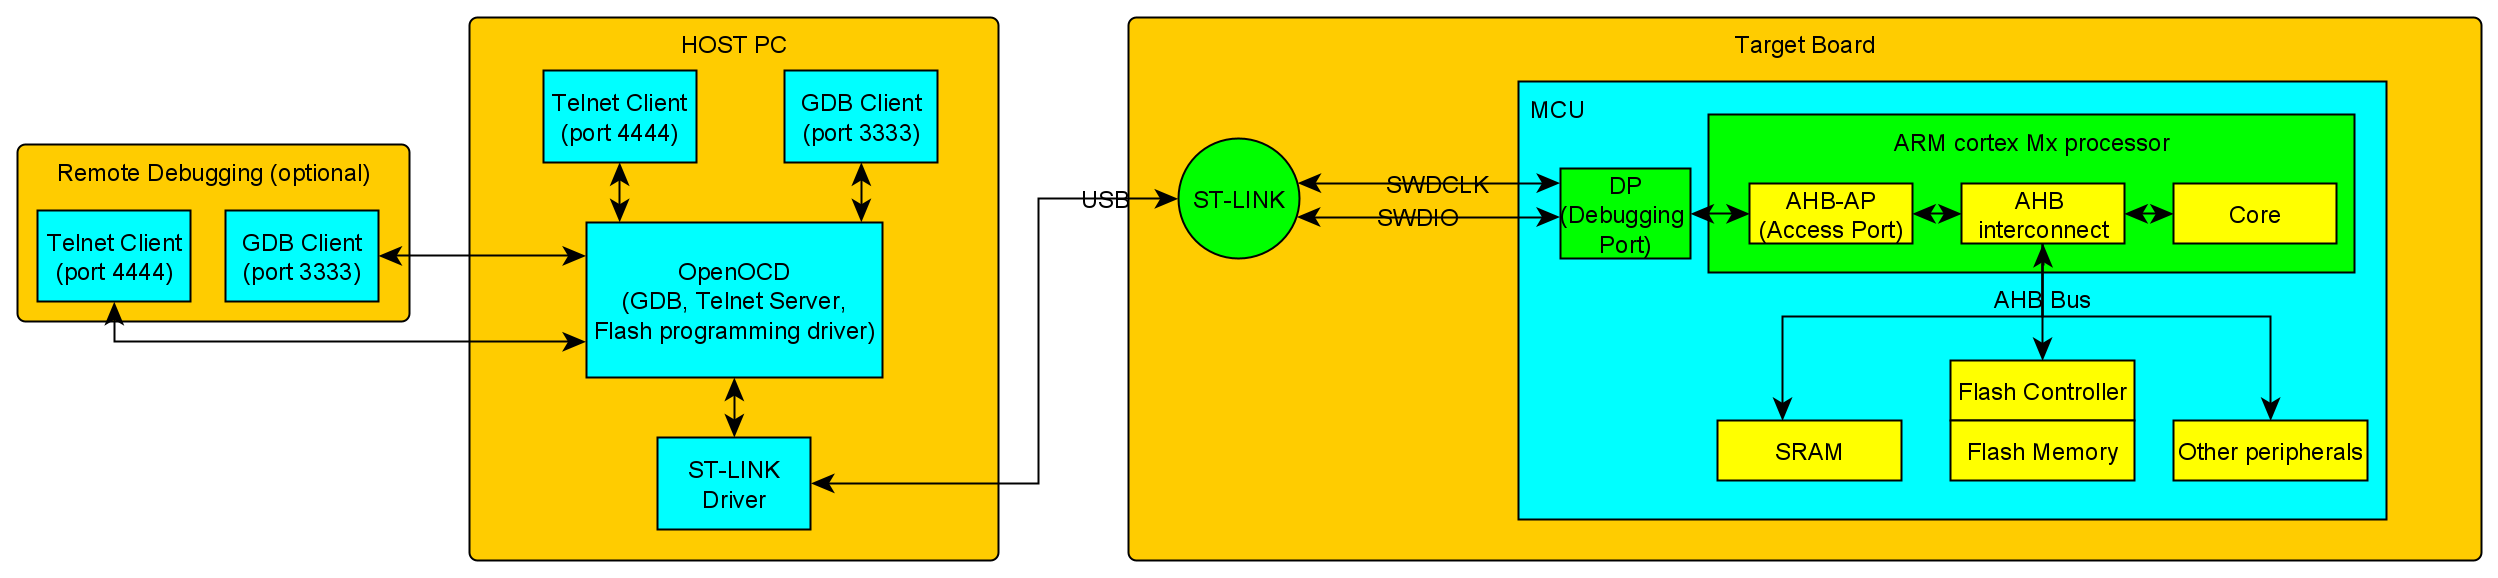 Remote Debugging (optional)
Telnet Client
(port 4444)
GDB Client
(port 3333)
HOST PC
Telnet Client
(port 4444)
GDB Client
(port 3333)
OpenOCD
(GDB, Telnet Server,
Flash programming driver)
ST-LINK
Driver
USB
Target Board
ST-LINK
SWDCLK
SWDIO
MCU
DP
(Debugging
Port)
ARM cortex Mx processor
AHB-AP
(Access Port)
AHB
interconnect
Core
AHB Bus
SRAM
Flash Controller
Flash Memory
Other peripherals